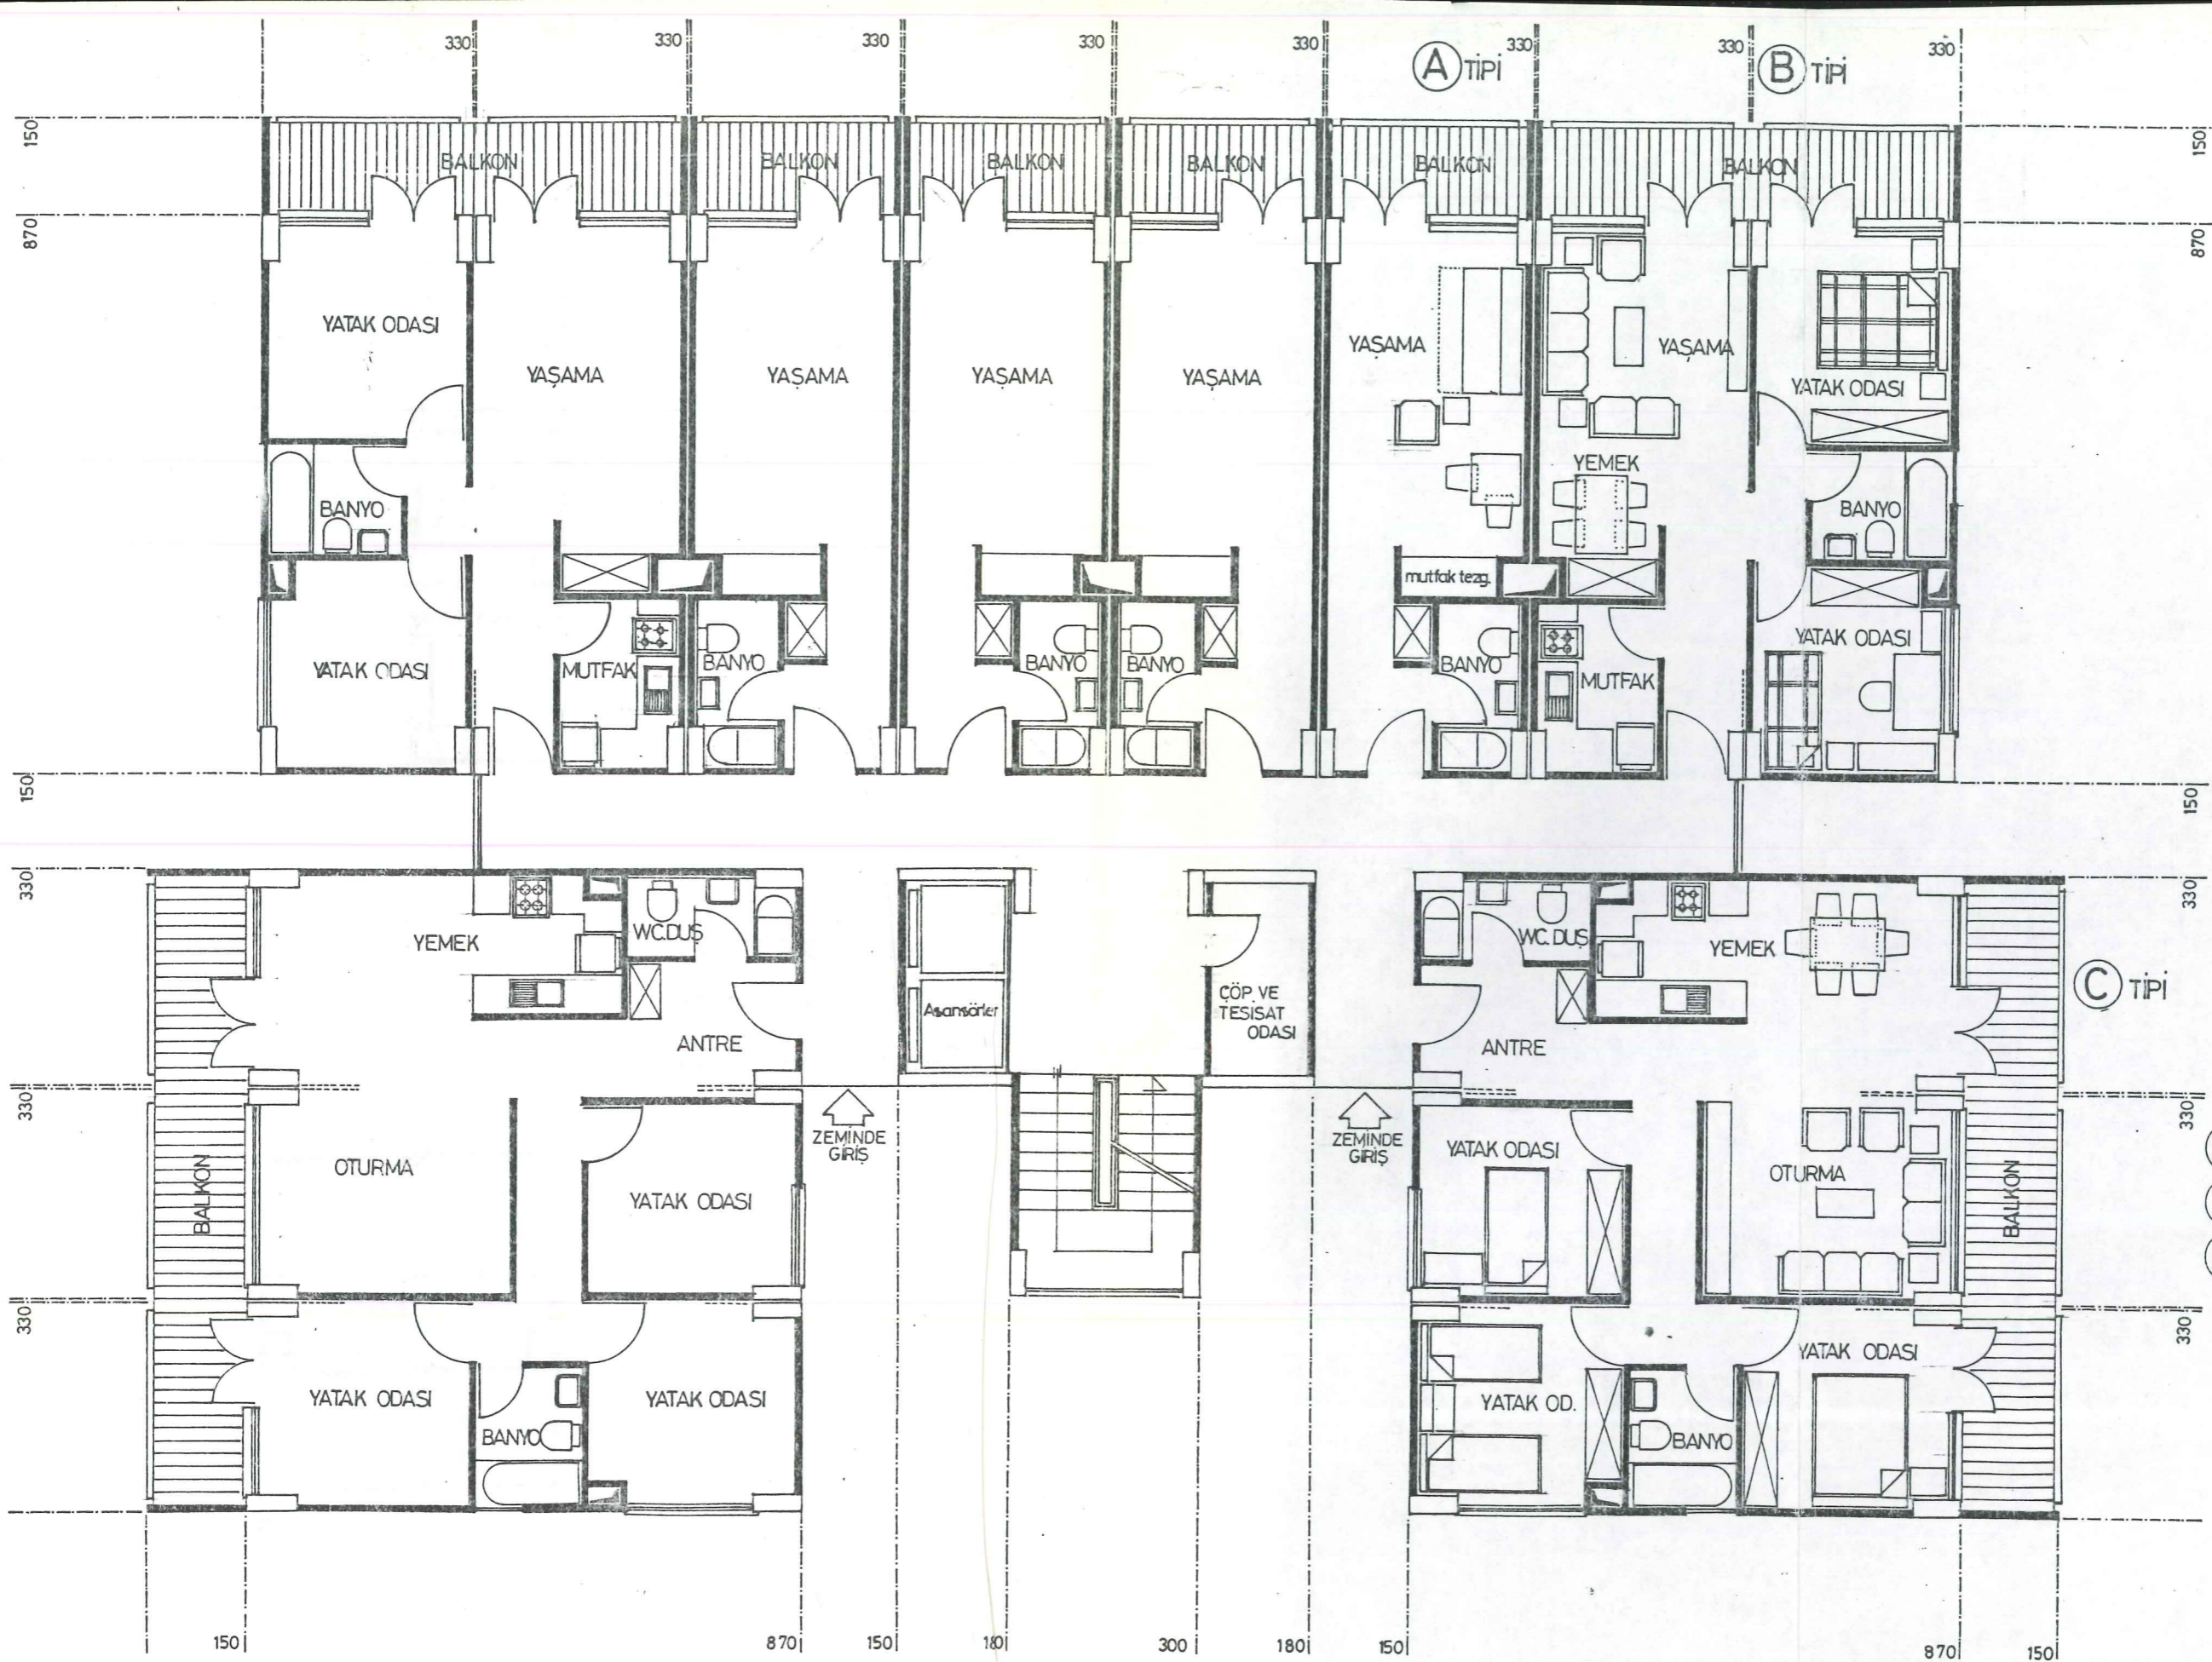 330
330
330
330
330
A TİPİ
330
330
B TİPİ
330
150
BALKON
BALKON
BALKON
BALKON
BALKON
BALKON
150
870
870
YATAK ODASI
YAŞAMA
YAŞAMA
YAŞAMA
YAŞAMA
YAŞAMA
YAŞAMA
YATAK ODASI
YEMEK
BANYO
BANYO
mutfak tezg.
YATAK ODASI
MUTFAK
BANYO
BANYO
BANYO
BANYO
MUTFAK
YATAK ODASI
150
150
330
330
YEMEK
WC.DUŞ
WC.DUŞ
YEMEK
C TİPİ
Asansörler
ÇÖP VE
TESİSAT
ODASI
ANTRE
ANTRE
330
330
ZEMİNDE
GİRİŞ
ZEMİNDE
GİRİŞ
BALKON
OTURMA
YATAK ODASI
YATAK ODASI
OTURMA
BALKON
330
330
YATAK ODASI
YATAK ODASI
BANYO
YATAK OD.
BANYO
YATAK ODASI
150
870
150
180
300
180
150
870
150